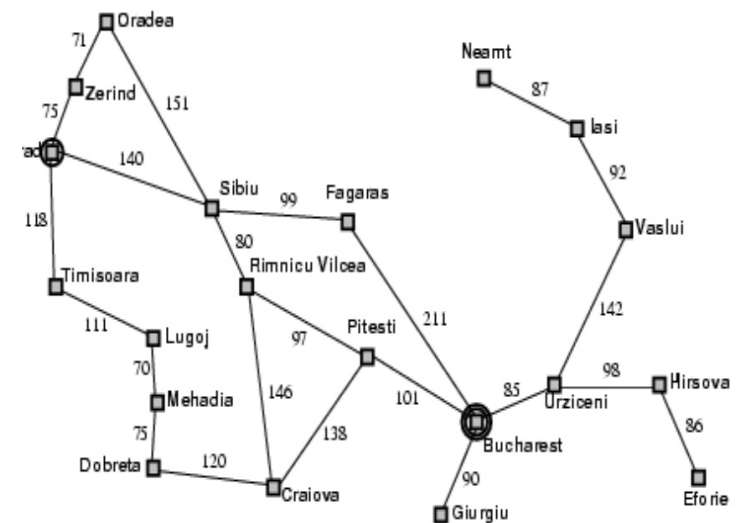 Oradea
71
Neamt
87
Zerind
151
75
Iasi
rad
140
92
Sibiu
99
Fagaras
118
80
Vaslui
Timisoara
Rimnicu Vilcea
142
111
Lugoj
97
Pitesti
211
70
98
Hirsova
Mehadia
146
101
85
Urziceni
86
138
75
Bucharest
Dobreta
120
90
Craiova
Eforie
Giurgiu